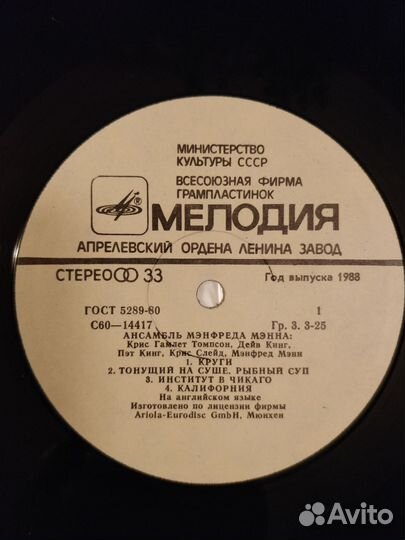 МИНИСТЕРСТВО
КУЛЬТУРЫ СССР
ВСЕСОЮЗНАЯ ФИРМА
ГРАМПЛАСТИНОК
МЕЛОДИЯ
АПРЕЛЕВСКИЙ ОРДЕНА ЛЕНИНА ЗАВОД
СТЕРЕО 33 Год выпуска 1988
ГОСТ 5289-80 1
С60—14417 Гр. 3. 3-25
АНСАМБЛЬ МЭНФРЕДА МЭННА:
Крис Гамлет Томпсон, Дейв Кинг,
Пэт Кинг, Крис Слейд, Мэнфред Мэнн
1. КРУГИ
2. ТОНУЩИЙ НА СУШЕ. РЫБНЫЙ СУП
3. ИНСТИТУТ В ЧИКАГО
4. КАЛИФОРНИЯ
На английском языке
Изготовлено по лицензии фирмы
Ariola-Eurodisc GmbH, Мюнхен
Avito